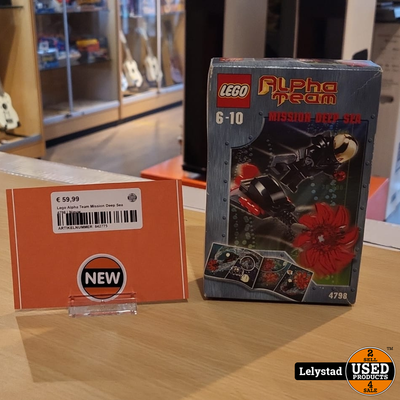 € 59,99
Lego Alpha Team Mission Deep Sea
NEW
LEGO
ALPHA
TEAM
6-10
MISSION DEEP SEA
4798
Lelystad
2
SELL
USED
PRODUCTS
4
SALE
TM